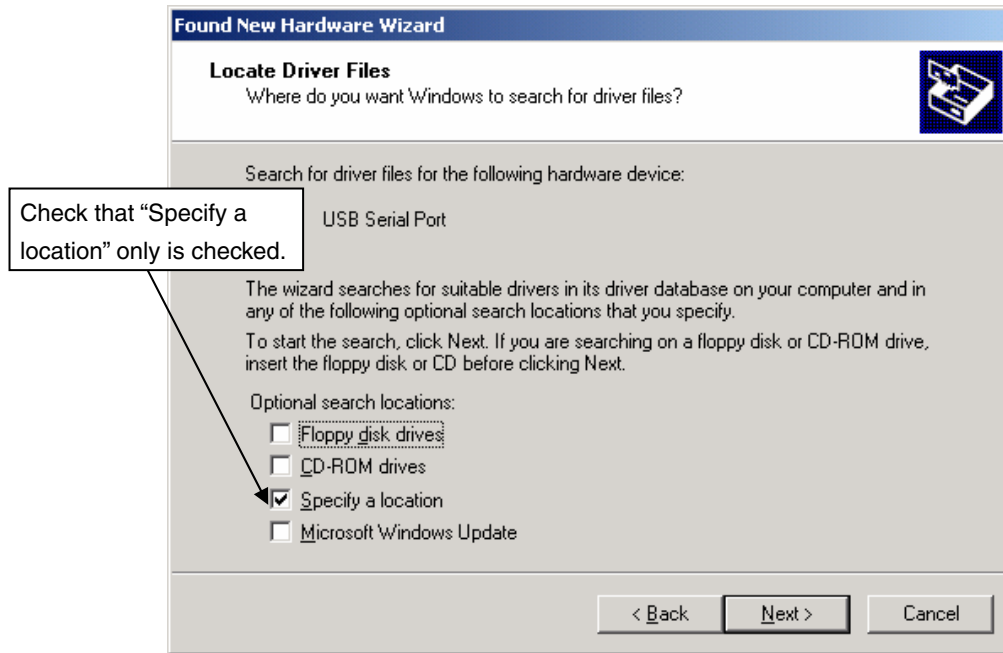 Found New Hardware Wizard
Locate Driver Files
Where do you want Windows to search for driver files?
Search for driver files for the following hardware device:
Check that “Specify a
location” only is checked.
USB Serial Port
The wizard searches for suitable drivers in its driver database on your computer and in
any of the following optional search locations that you specify.
To start the search, click Next. If you are searching on a floppy disk or CD-ROM drive,
insert the floppy disk or CD before clicking Next.
Optional search locations:
Floppy disk drives
CD-ROM drives
Specify a location
Microsoft Windows Update
< Back Next > Cancel